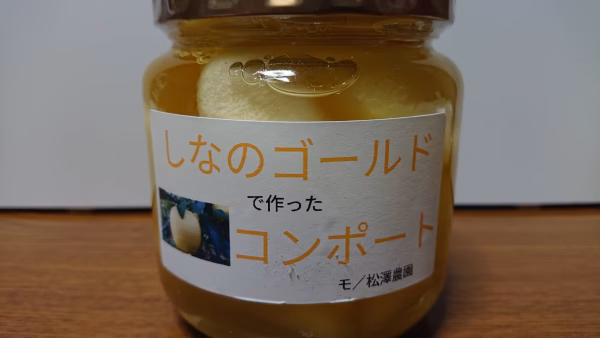 しなのゴールド
で作った
コンポート
モ／松澤農園